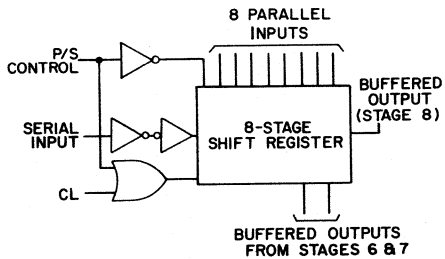 8 PARALLEL
INPUTS
P/S
CONTROL
BUFFERED
OUTPUT
(STAGE 8)
SERIAL
INPUT
8-STAGE
SHIFT REGISTER
CL
BUFFERED OUTPUTS
FROM STAGES 6 & 7